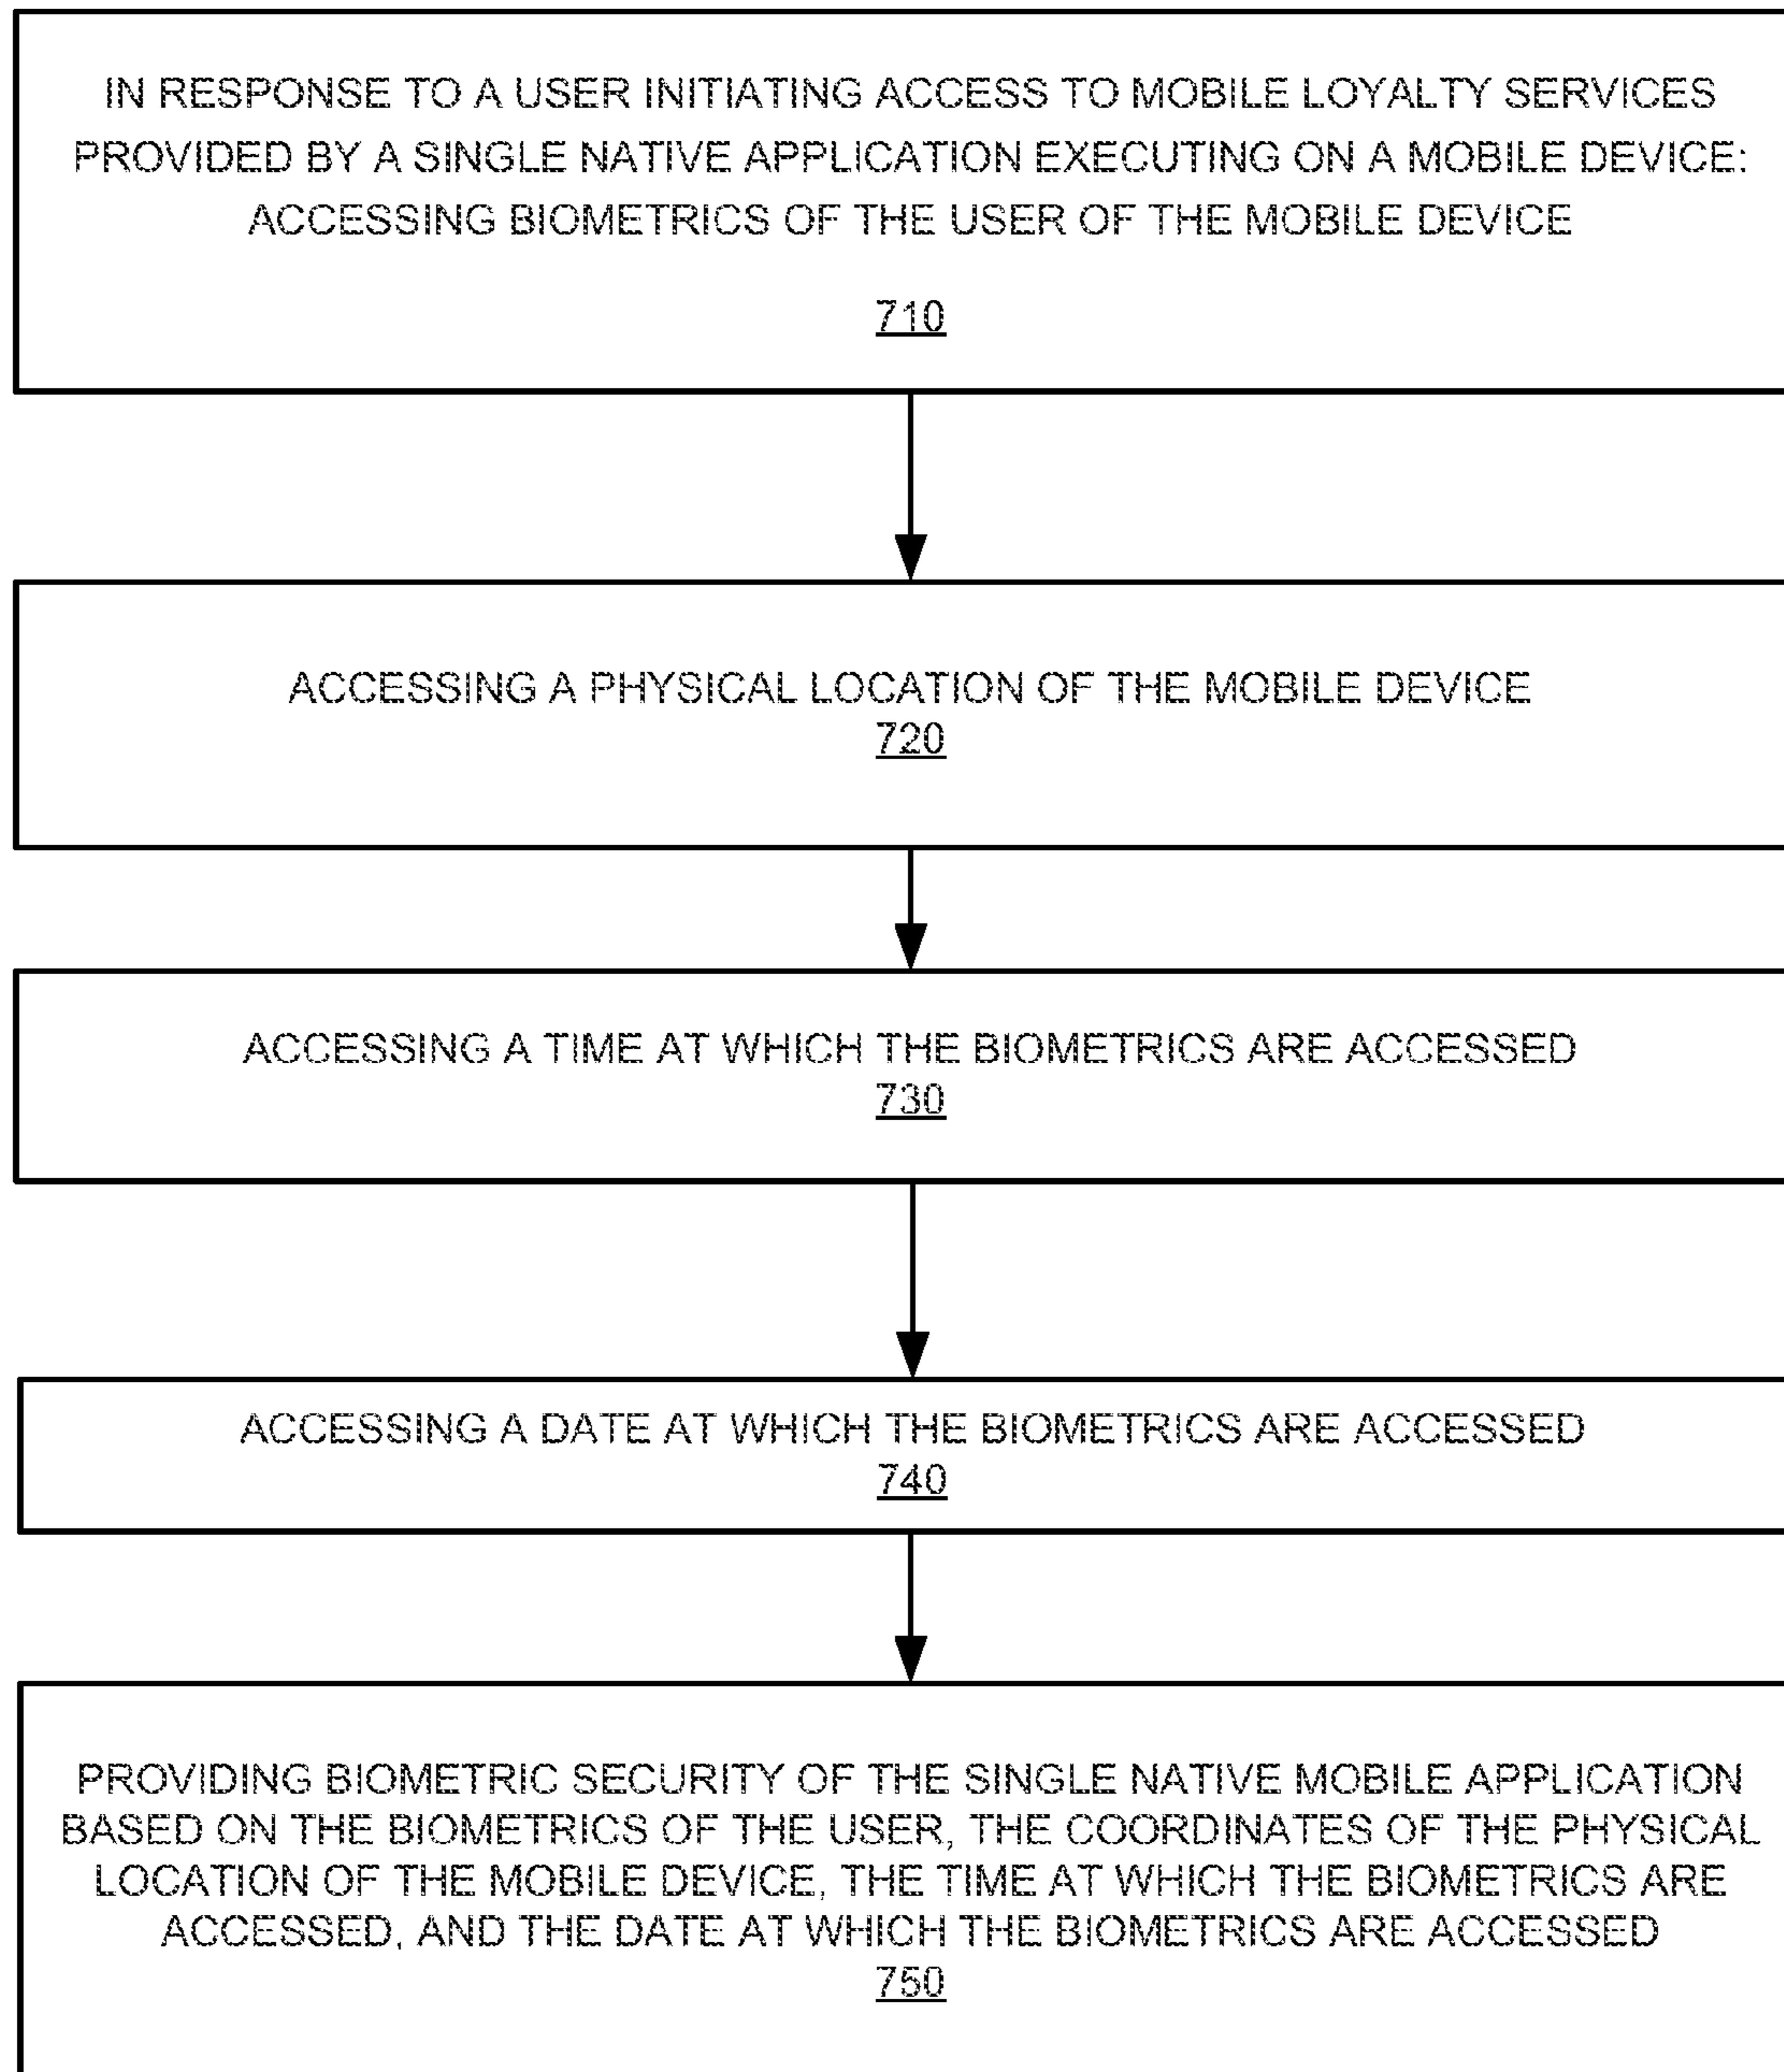 IN RESPONSE TO A USER INITIATING ACCESS TO MOBILE LOYALTY SERVICES
PROVIDED BY A SINGLE NATIVE APPLICATION EXECUTING ON A MOBILE DEVICE:
ACCESSING BIOMETRICS OF THE USER OF THE MOBILE DEVICE
710
ACCESSING A PHYSICAL LOCATION OF THE MOBILE DEVICE
720
ACCESSING A TIME AT WHICH THE BIOMETRICS ARE ACCESSED
730
ACCESSING A DATE AT WHICH THE BIOMETRICS ARE ACCESSED
740
PROVIDING BIOMETRIC SECURITY OF THE SINGLE NATIVE MOBILE APPLICATION
BASED ON THE BIOMETRICS OF THE USER, THE COORDINATES OF THE PHYSICAL
LOCATION OF THE MOBILE DEVICE, THE TIME AT WHICH THE BIOMETRICS ARE
ACCESSED, AND THE DATE AT WHICH THE BIOMETRICS ARE ACCESSED
750